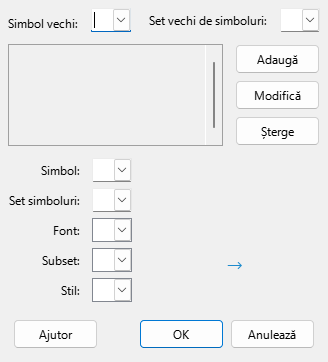 Simbol vechi: Set vechi de simboluri:
Adaugă
Modifică
Șterge
Simbol:
Set simboluri:
Font:
Subset:
Stil:
Ajutor OK Anulează